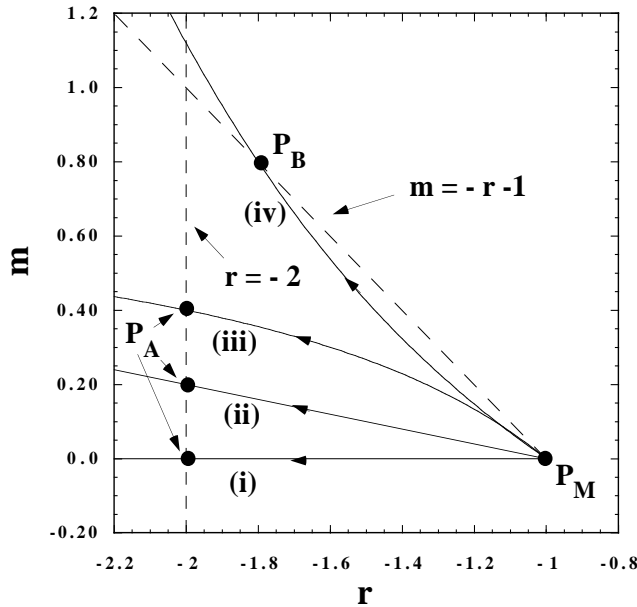 1.2
1.0
0.80
0.60
0.40
0.20
0.0
-0.20
m
P_B
m = - r -1
(iv)
r = - 2
P_A
(iii)
(ii)
(i)
P_M
-2.2 -2 -1.8 -1.6 -1.4 -1.2 -1 -0.8
r